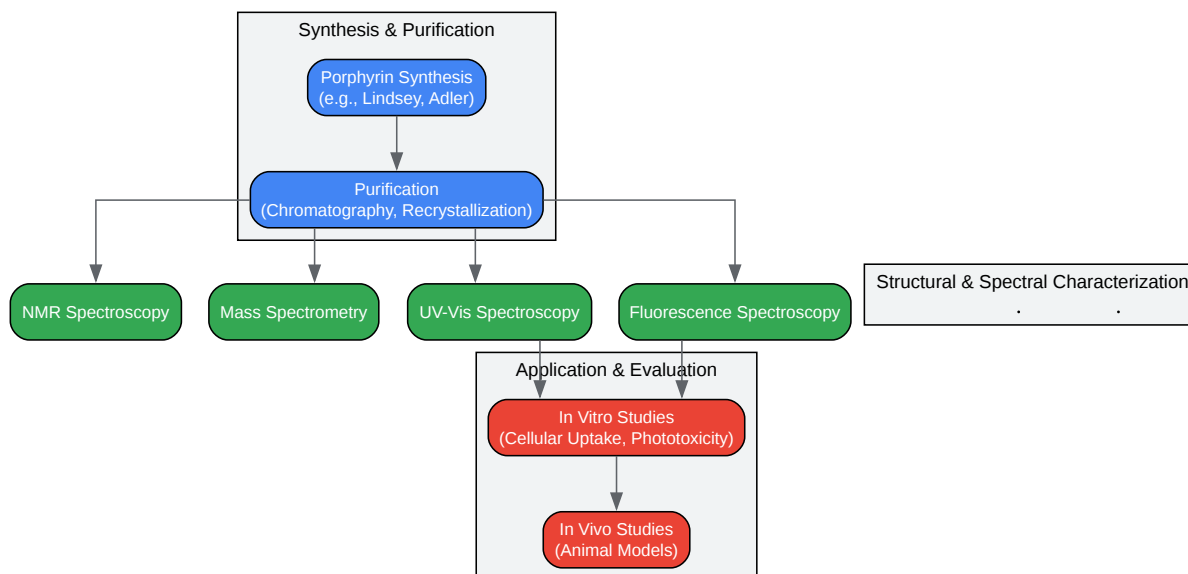 Synthesis & Purification
Porphyrin Synthesis
(e.g., Lindsey, Adler)
Purification
(Chromatography, Recrystallization)
NMR Spectroscopy
Mass Spectrometry
UV-Vis Spectroscopy
Fluorescence Spectroscopy
Structural & Spectral Characterization
. .
Application & Evaluation
In Vitro Studies
(Cellular Uptake, Phototoxicity)
In Vivo Studies
(Animal Models)